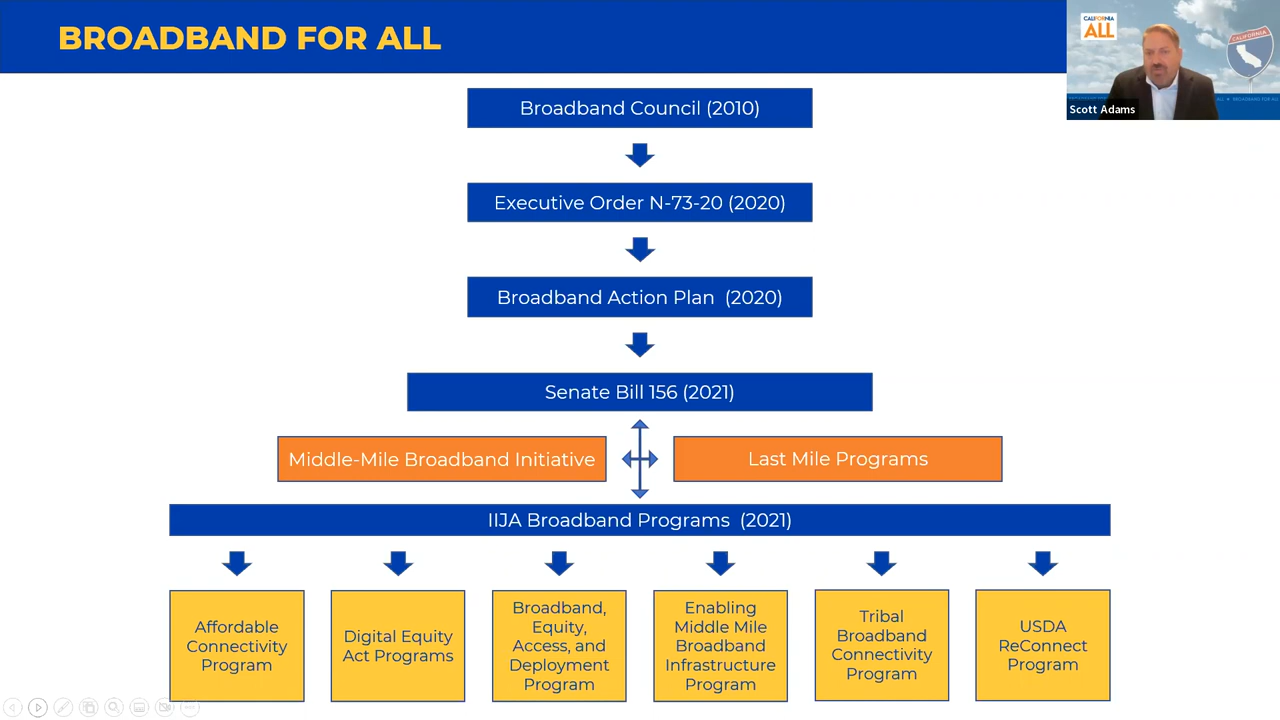 BROADBAND FOR ALL
CALIFORNIA
ALL
CALIFORNIA
Scott Adams
Broadband Council (2010)
Executive Order N-73-20 (2020)
Broadband Action Plan (2020)
Senate Bill 156 (2021)
Middle-Mile Broadband Initiative
Last Mile Programs
IIJA Broadband Programs (2021)
Affordable
Connectivity
Program
Digital Equity
Act Programs
Broadband,
Equity,
Access, and
Deployment
Program
Enabling
Middle Mile
Broadband
Infrastructure
Program
Tribal
Broadband
Connectivity
Program
USDA
ReConnect
Program